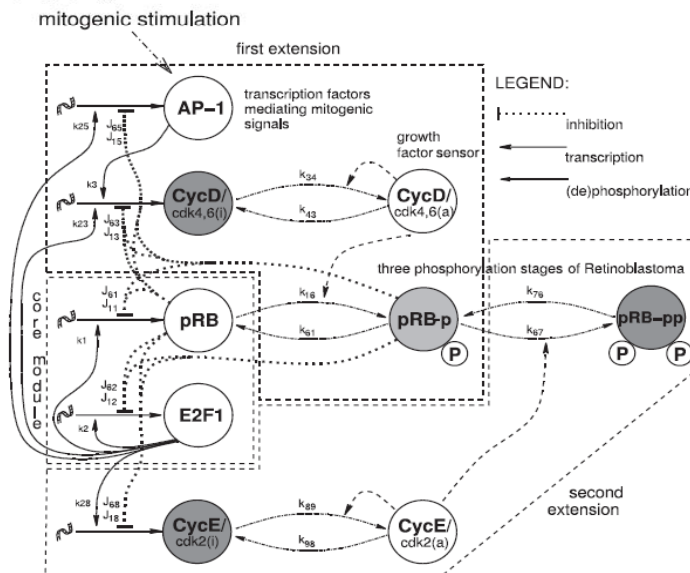 mitogenic stimulation
first extension
LEGEND:
inhibition
transcription
(de)phosphorylation
AP–1
transcription factors
mediating mitogenic
signals
k25
J65
J15
growth
factor sensor
k3
CycD/
cdk4,6(i)
k34
k43
CycD/
cdk4,6(a)
k23
J63
J13
three phosphorylation stages of Retinoblastoma
core module
J61
J11
pRB
k16
k61
pRB-p
P
k76
k67
pRB–pp
P
P
k1
J62
J12
E2F1
k2
k28
J68
J18
CycE/
cdk2(i)
k89
k98
CycE/
cdk2(a)
second
extension